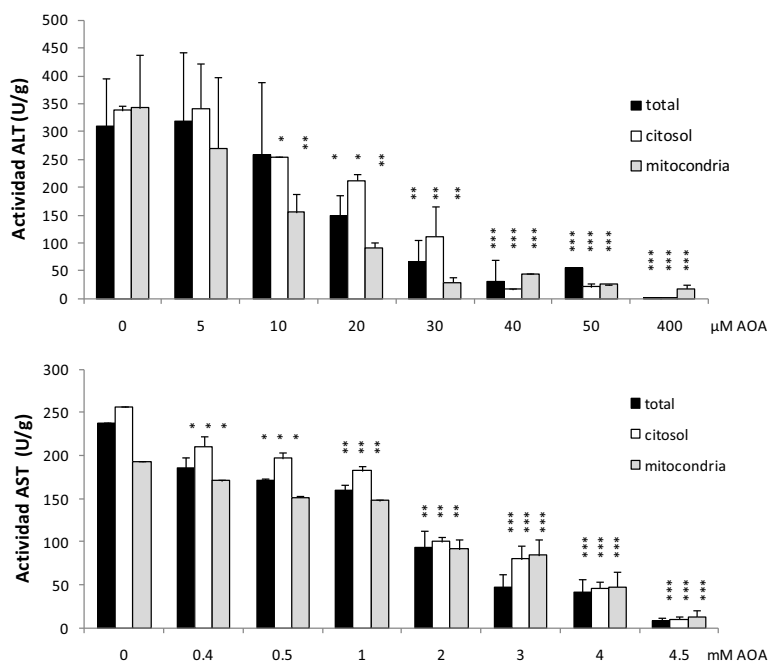 Actividad ALT (U/g)
500
450
400
350
300
250
200
150
100
50
0
total
citosol
mitocondria
* **
* * **
** ** **
*** *** ***
*** *** ***
*** *** ***
0 5 10 20 30 40 50 400 µM AOA
Actividad AST (U/g)
300
250
200
150
100
50
0
total
citosol
mitocondria
* * *
* * *
** ** **
** ** **
*** *** ***
*** *** ***
*** *** ***
0 0.4 0.5 1 2 3 4 4.5 mM AOA